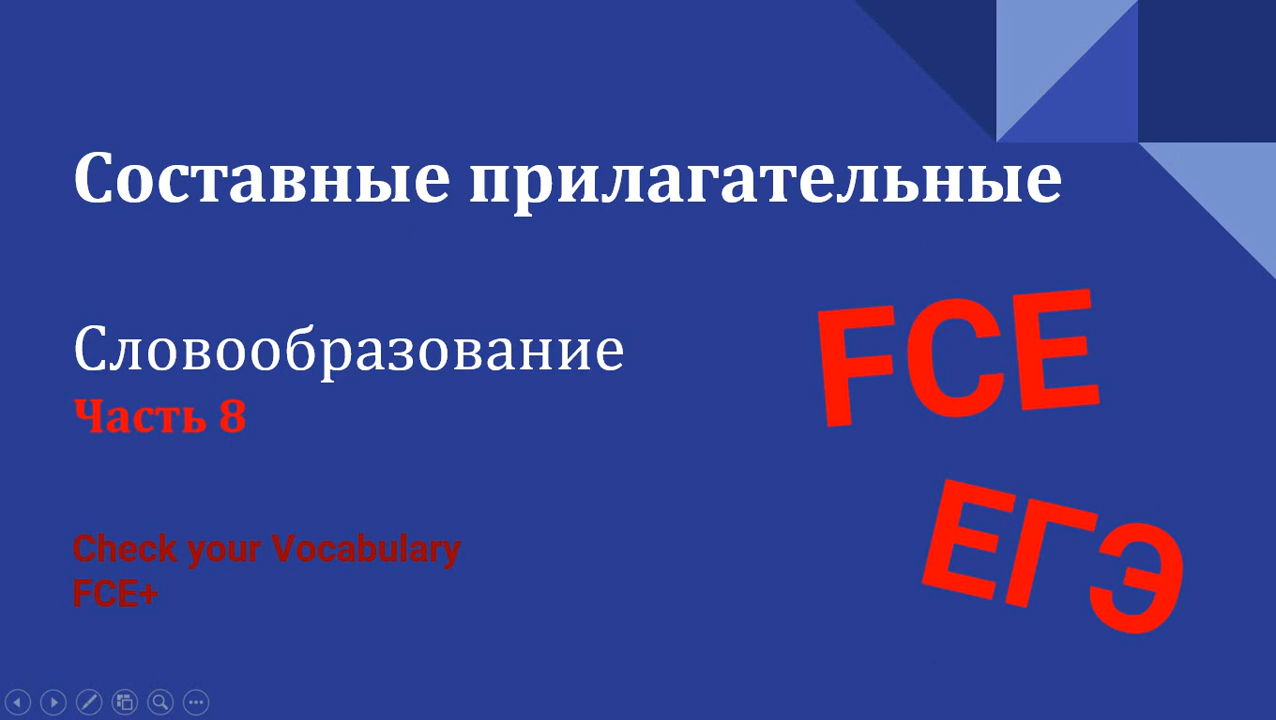 Составные прилагательные
Словообразование
Часть 8
FCE
ЕГЭ
Check your Vocabulary
FCE+